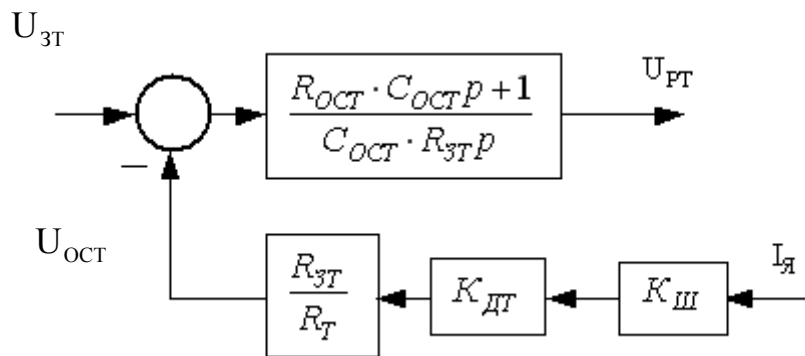 U_ЗТ
R_ОСТ · C_ОСТ p + 1
C_ОСТ · R_ЗТ p
U_РТ
−
U_ОСТ
R_ЗТ
R_Т
K_ДТ
K_Ш
I_Я